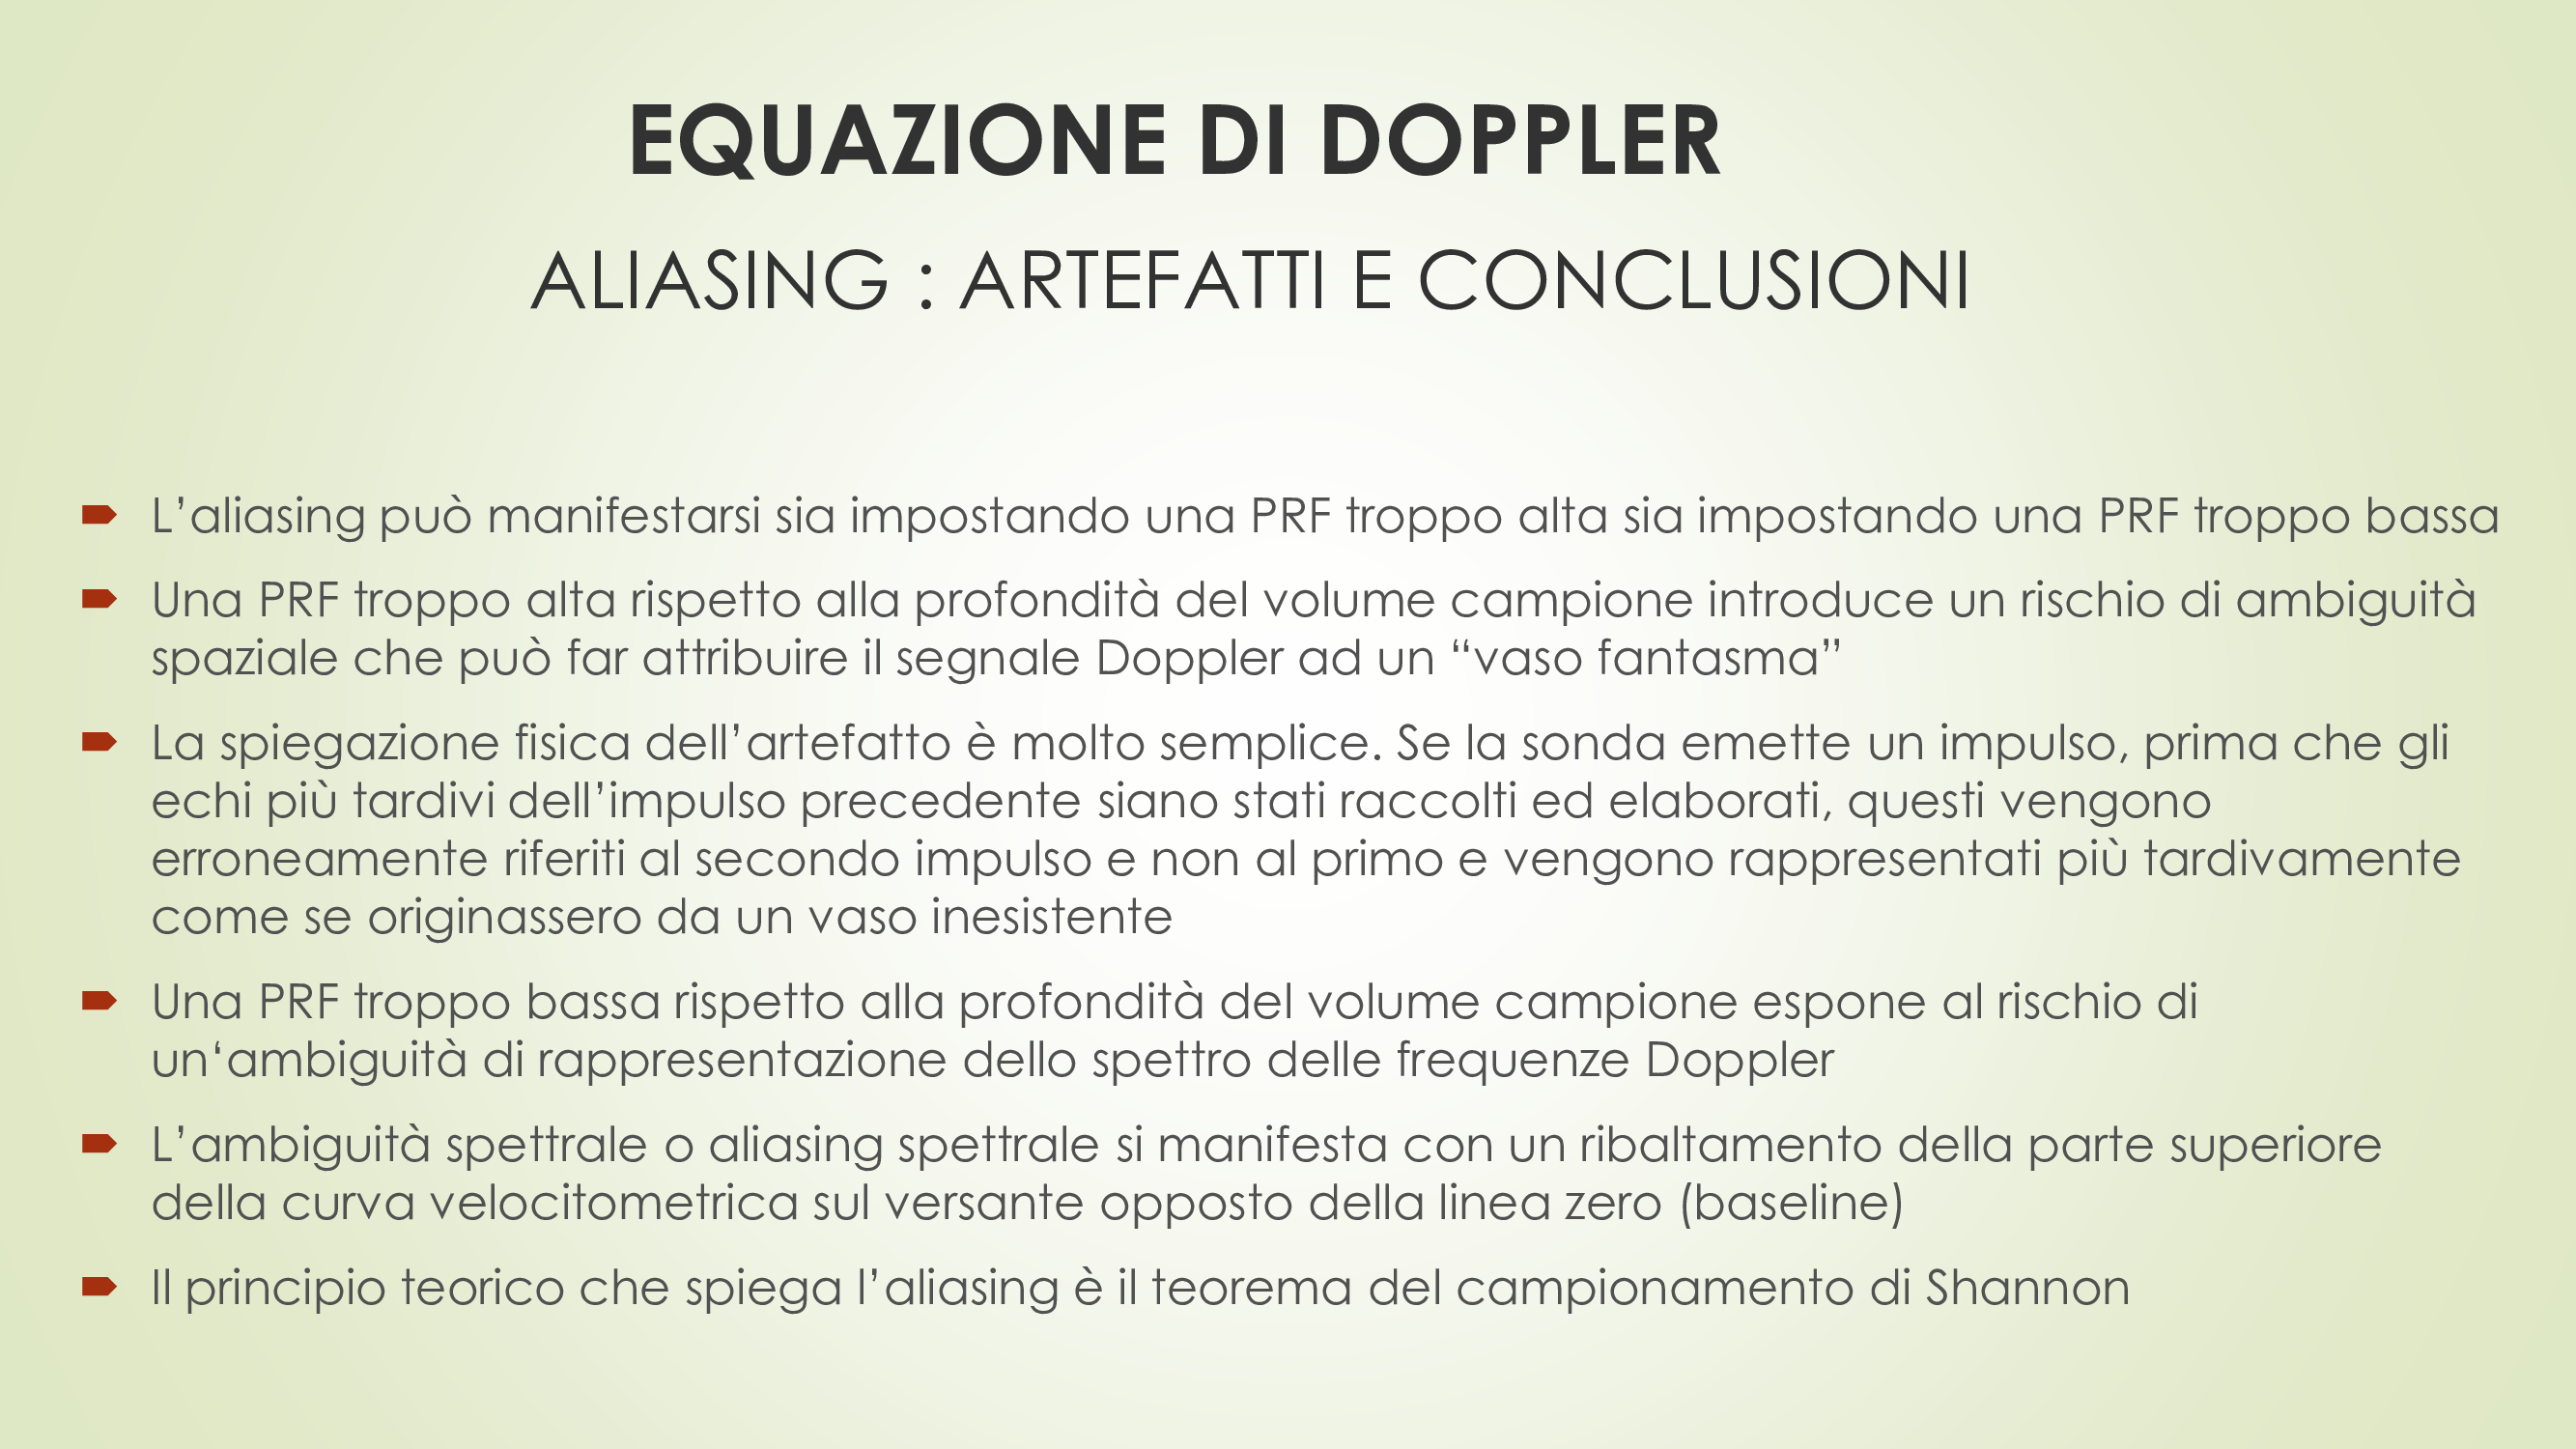 EQUAZIONE DI DOPPLER
ALIASING : ARTEFATTI E CONCLUSIONI
L’aliasing può manifestarsi sia impostando una PRF troppo alta sia impostando una PRF troppo bassa
Una PRF troppo alta rispetto alla profondità del volume campione introduce un rischio di ambiguità
spaziale che può far attribuire il segnale Doppler ad un “vaso fantasma”
La spiegazione fisica dell’artefatto è molto semplice. Se la sonda emette un impulso, prima che gli
echi più tardivi dell’impulso precedente siano stati raccolti ed elaborati, questi vengono
erroneamente riferiti al secondo impulso e non al primo e vengono rappresentati più tardivamente
come se originassero da un vaso inesistente
Una PRF troppo bassa rispetto alla profondità del volume campione espone al rischio di
un‘ambiguità di rappresentazione dello spettro delle frequenze Doppler
L’ambiguità spettrale o aliasing spettrale si manifesta con un ribaltamento della parte superiore
della curva velocitometrica sul versante opposto della linea zero (baseline)
Il principio teorico che spiega l’aliasing è il teorema del campionamento di Shannon